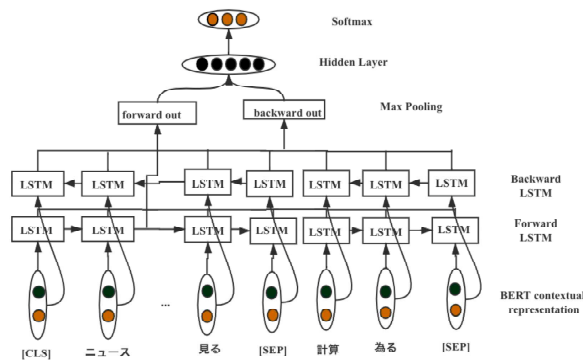 Softmax
Hidden Layer
forward out
backward out
Max Pooling
LSTM LSTM LSTM LSTM LSTM LSTM LSTM
Backward
LSTM
LSTM LSTM LSTM LSTM LSTM LSTM LSTM
Forward
LSTM
...
BERT contextual
representation
[CLS] ニュース 見る [SEP] 計算 為る [SEP]